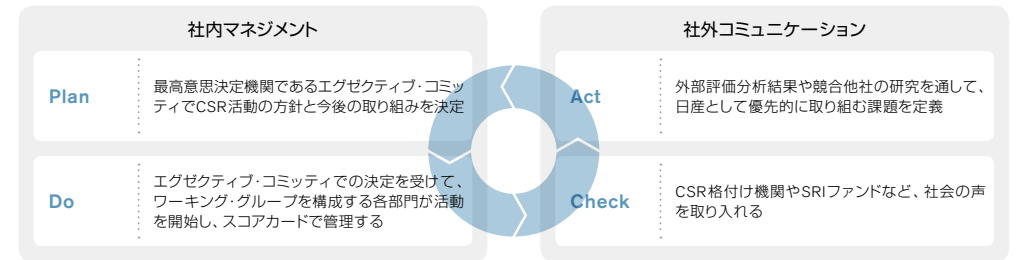 社内マネジメント
Plan
最高意思決定機関であるエグゼクティブ・コミッ
ティでCSR活動の方針と今後の取り組みを決定
Do
エグゼクティブ・コミッティでの決定を受けて、
ワーキング・グループを構成する各部門が活動
を開始し、スコアカードで管理する
社外コミュニケーション
Act
外部評価分析結果や競合他社の研究を通して、
日産として優先的に取り組む課題を定義
Check
CSR格付け機関やSRIファンドなど、社会の声
を取り入れる